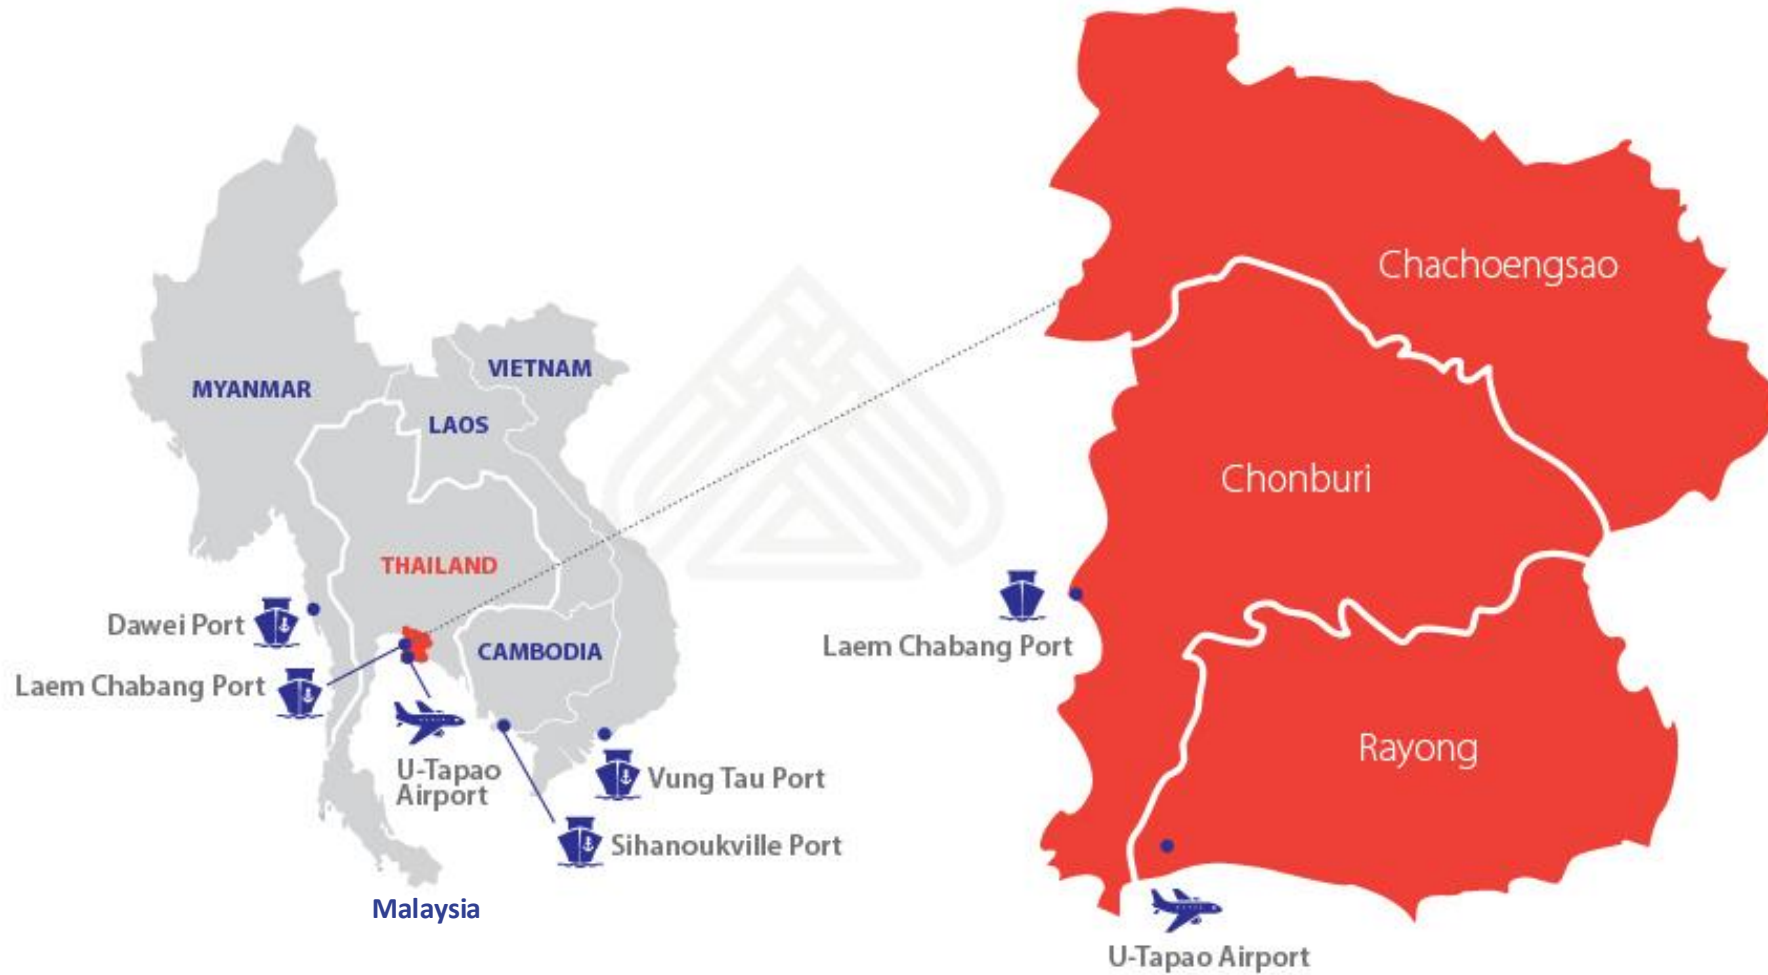 MYANMAR
VIETNAM
LAOS
THAILAND
CAMBODIA
Dawei Port
Laem Chabang Port
U-Tapao
Airport
Vung Tau Port
Sihanoukville Port
Malaysia
Chachoengsao
Chonburi
Laem Chabang Port
Rayong
U-Tapao Airport